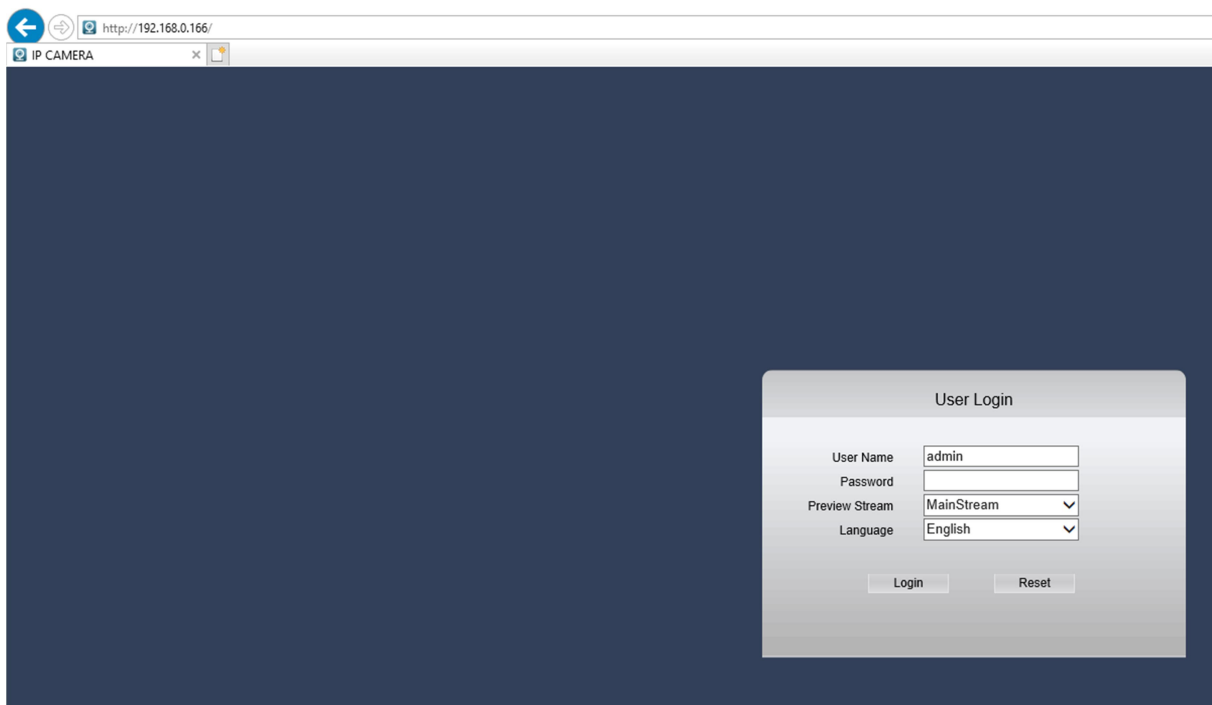 http://192.168.0.166/
IP CAMERA
User Login
User Name admin
Password
Preview Stream MainStream
Language English
Login Reset